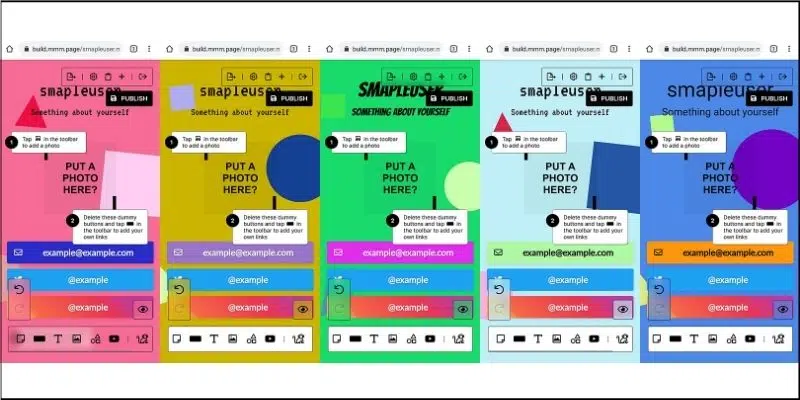 build.mmm.page/smapleuser.n
smapleuser
PUBLISH
Something about yourself
1
Tap in the toolbar
to add a photo
PUT A
PHOTO
HERE?
2
Delete these dummy
buttons and tap in
the toolbar to add your
own links
example@example.com
@example
@example
build.mmm.page/smapleuser.n
smapleuser
PUBLISH
Something about yourself
1
Tap in the toolbar
to add a photo
PUT A
PHOTO
HERE?
2
Delete these dummy
buttons and tap in
the toolbar to add your
own links
example@example.com
@example
@example
build.mmm.page/smapleuser.n
SMAPLEUSER
PUBLISH
SOMETHING ABOUT YOURSELF
1
Tap in the toolbar
to add a photo
PUT A
PHOTO
HERE?
2
Delete these dummy
buttons and tap in
the toolbar to add your
own links
example@example.com
@example
@example
build.mmm.page/smapleuser.n
smapleuser
PUBLISH
Something about yourself
1
Tap in the toolbar
to add a photo
PUT A
PHOTO
HERE?
2
Delete these dummy
buttons and tap in
the toolbar to add your
own links
example@example.com
@example
@example
build.mmm.page/smapleuser.n
smapleuser
PUBLISH
Something about yourself
1
Tap in the toolbar
to add a photo
PUT A
PHOTO
HERE?
2
Delete these dummy
buttons and tap in
the toolbar to add your
own links
example@example.com
@example
@example